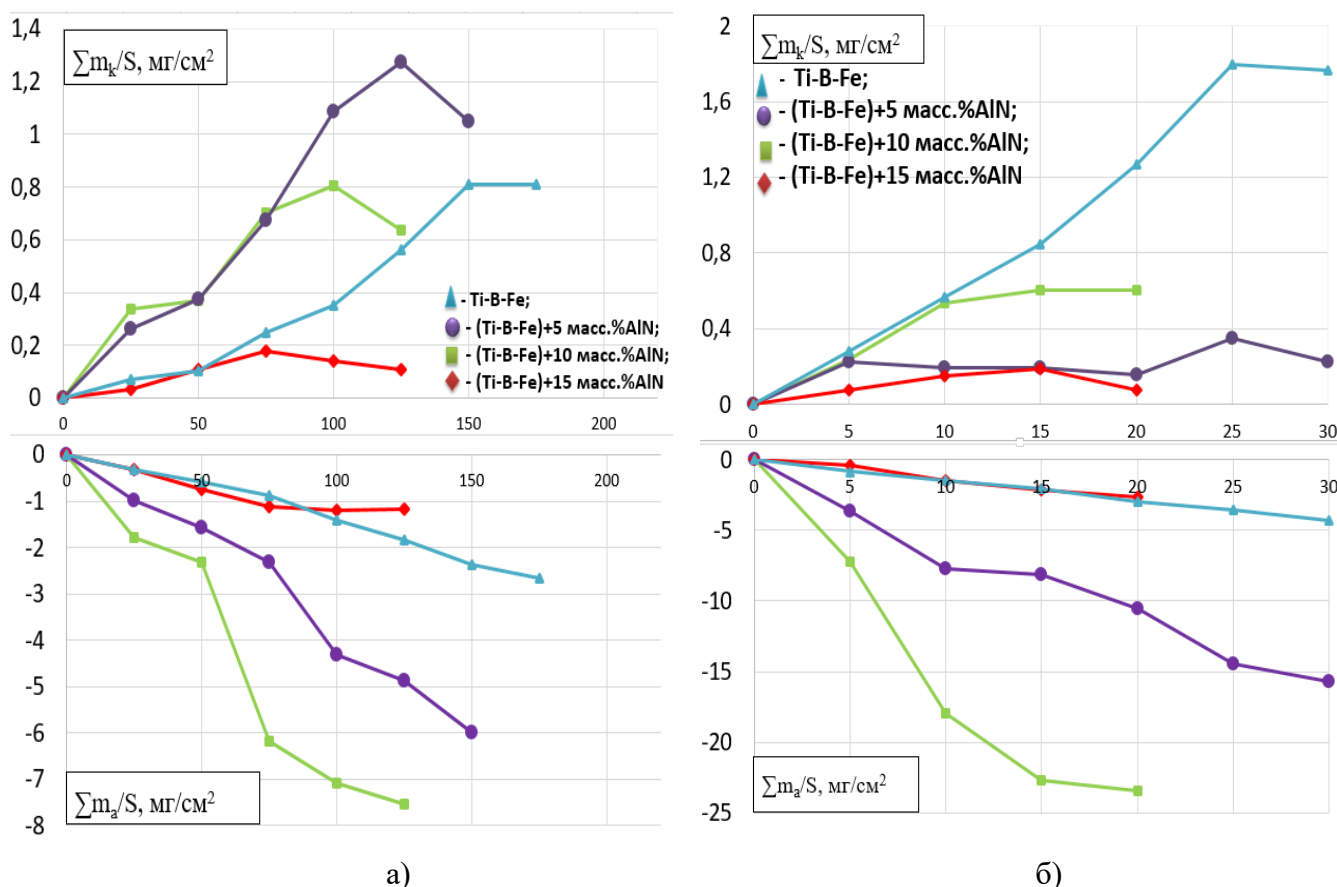 1,4
∑mk/S, мг/см²
1,2
1
0,8
0,6
0,4
0,2
0
0 50 100 150 200
- Ti-B-Fe;
- (Ti-B-Fe)+5 масс.%AlN;
- (Ti-B-Fe)+10 масс.%AlN;
- (Ti-B-Fe)+15 масс.%AlN
0
-1
-2
-3
-4
-5
-6
-7
-8
0 50 100 150 200
∑ma/S, мг/см²
а)
2
∑mk/S, мг/см²
1,6
1,2
0,8
0,4
0
- Ti-B-Fe;
- (Ti-B-Fe)+5 масс.%AlN;
- (Ti-B-Fe)+10 масс.%AlN;
- (Ti-B-Fe)+15 масс.%AlN
0 5 10 15 20 25 30
0
-5
-10
-15
-20
-25
0 5 10 15 20 25 30
∑ma/S, мг/см²
б)